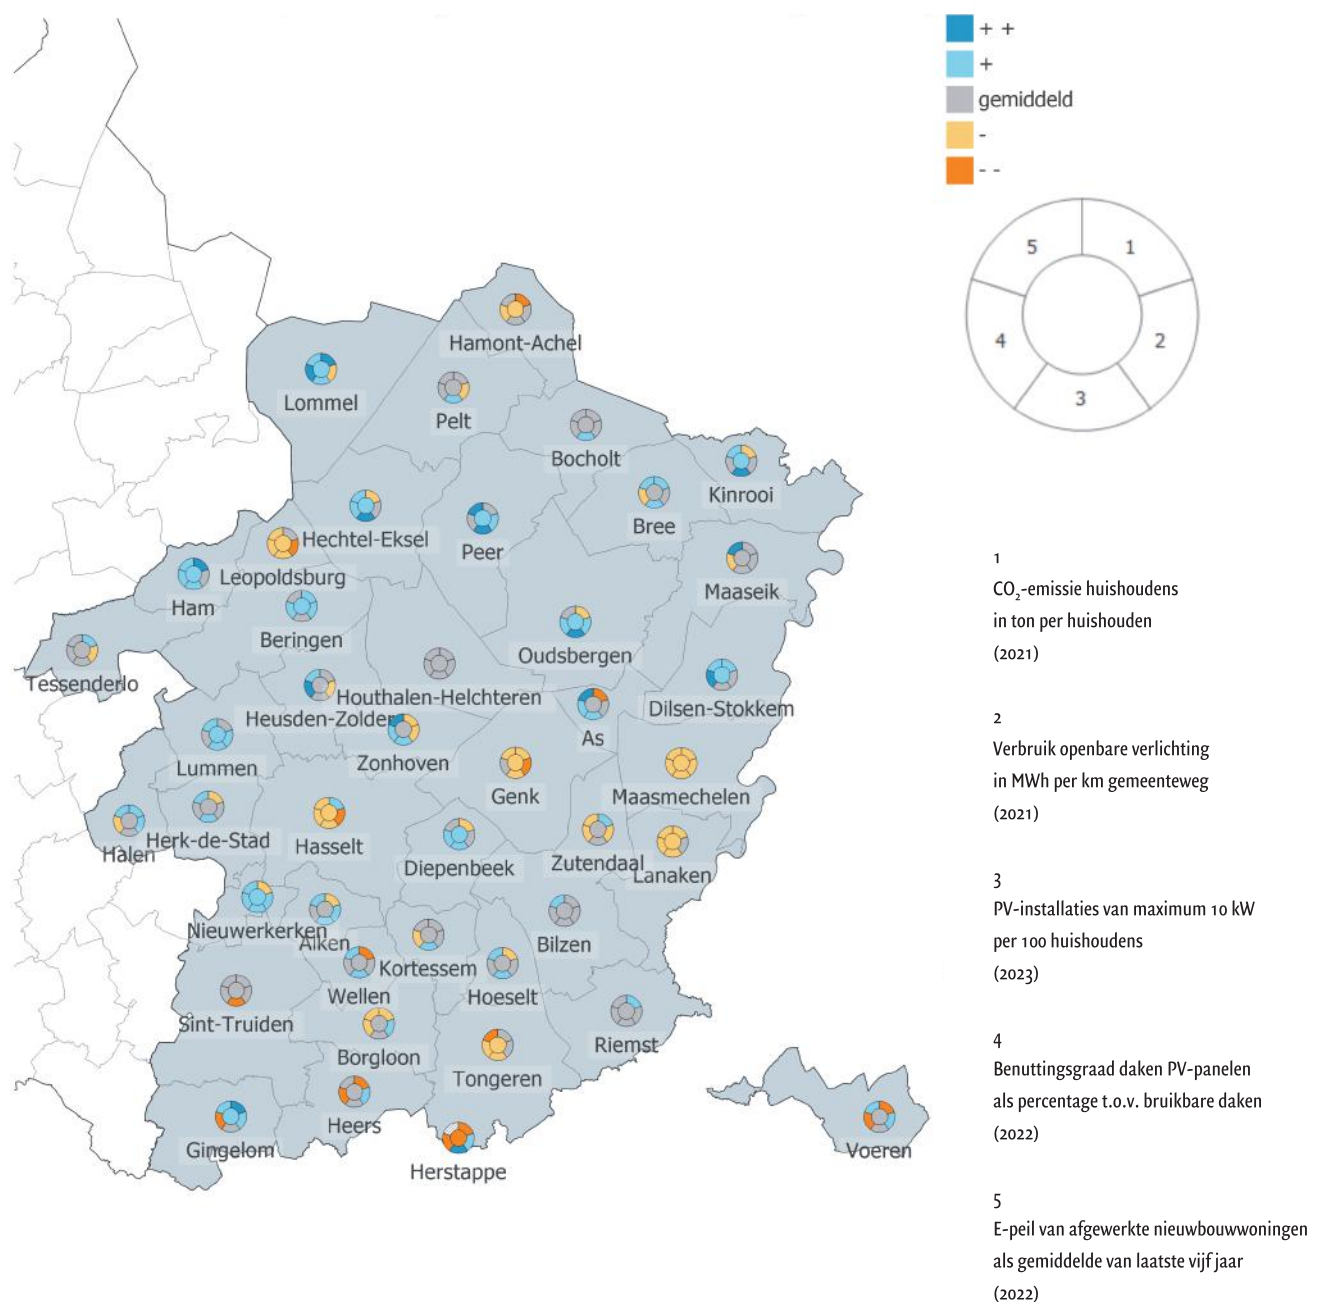 + +
+
gemiddeld
-
- -
5
1
4
2
3
Hamont-Achel
Lommel
Pelt
Bocholt
Kinrooi
Bree
Hechtel-Eksel
Peer
Leopoldsburg
Maaseik
Ham
Beringen
Oudsbergen
Tessenderlo
Houthalen-Helchteren
Dilsen-Stokkem
Heusden-Zolder
As
Zonhoven
Lummen
Genk
Maasmechelen
Herk-de-Stad
Halen
Hasselt
Diepenbeek
Zutendaal
Lanaken
Nieuwerkerken
Alken
Bilzen
Kortessem
Wellen
Hoeselt
Sint-Truiden
Riemst
Borgloon
Tongeren
Heers
Gingelom
Voeren
Herstappe
1
CO₂-emissie huishoudens
in ton per huishouden
(2021)
2
Verbruik openbare verlichting
in MWh per km gemeenteweg
(2021)
3
PV-installaties van maximum 10 kW
per 100 huishoudens
(2023)
4
Benuttingsgraad daken PV-panelen
als percentage t.o.v. bruikbare daken
(2022)
5
E-peil van afgewerkte nieuwbouwwoningen
als gemiddelde van laatste vijf jaar
(2022)